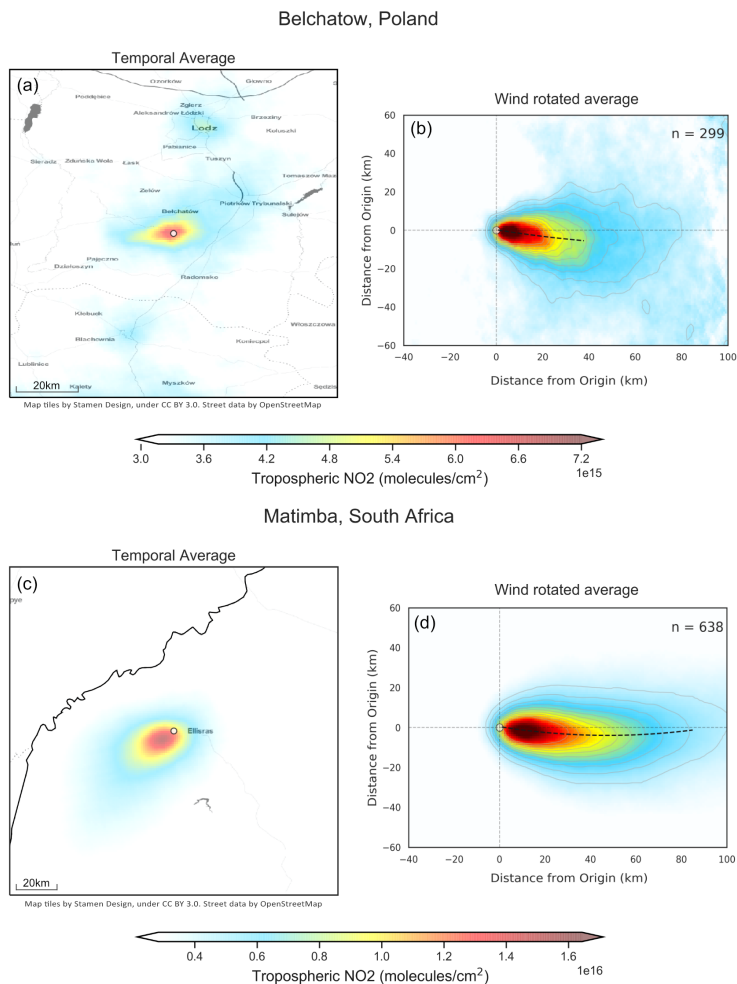 Belchatow, Poland
Temporal Average
(a)
Ozorków
Głowno
Poddębice
Zgierz
Aleksandrów Łódzki
Brzeziny
Lodz
Koluszki
Pabianice
Tuszyn
Sieradz
Zduńska Wola
Łask
Tomaszów Maz
Zelów
Piotrków Trybunalski
Bełchatów
Sulejów
Pajęczno
Działoszyn
Radomsko
Kłobuck
Włoszczowa
Blachownia
Koniecpol
Lubliniec
20km
Kalety
Myszków
Sędzis
Map tiles by Stamen Design, under CC BY 3.0. Street data by OpenStreetMap
Wind rotated average
(b)
n = 299
Distance from Origin (km)
60
40
20
0
−20
−40
−60
−40
−20
0
20
40
60
80
100
Distance from Origin (km)
3.0
3.6
4.2
4.8
5.4
6.0
6.6
7.2
1e15
Tropospheric NO2 (molecules/cm2)
Matimba, South Africa
Temporal Average
(c)
pye
Ellisras
20km
Map tiles by Stamen Design, under CC BY 3.0. Street data by OpenStreetMap
Wind rotated average
(d)
n = 638
Distance from Origin (km)
60
40
20
0
−20
−40
−60
−40
−20
0
20
40
60
80
100
Distance from Origin (km)
0.4
0.6
0.8
1.0
1.2
1.4
1.6
1e16
Tropospheric NO2 (molecules/cm2)